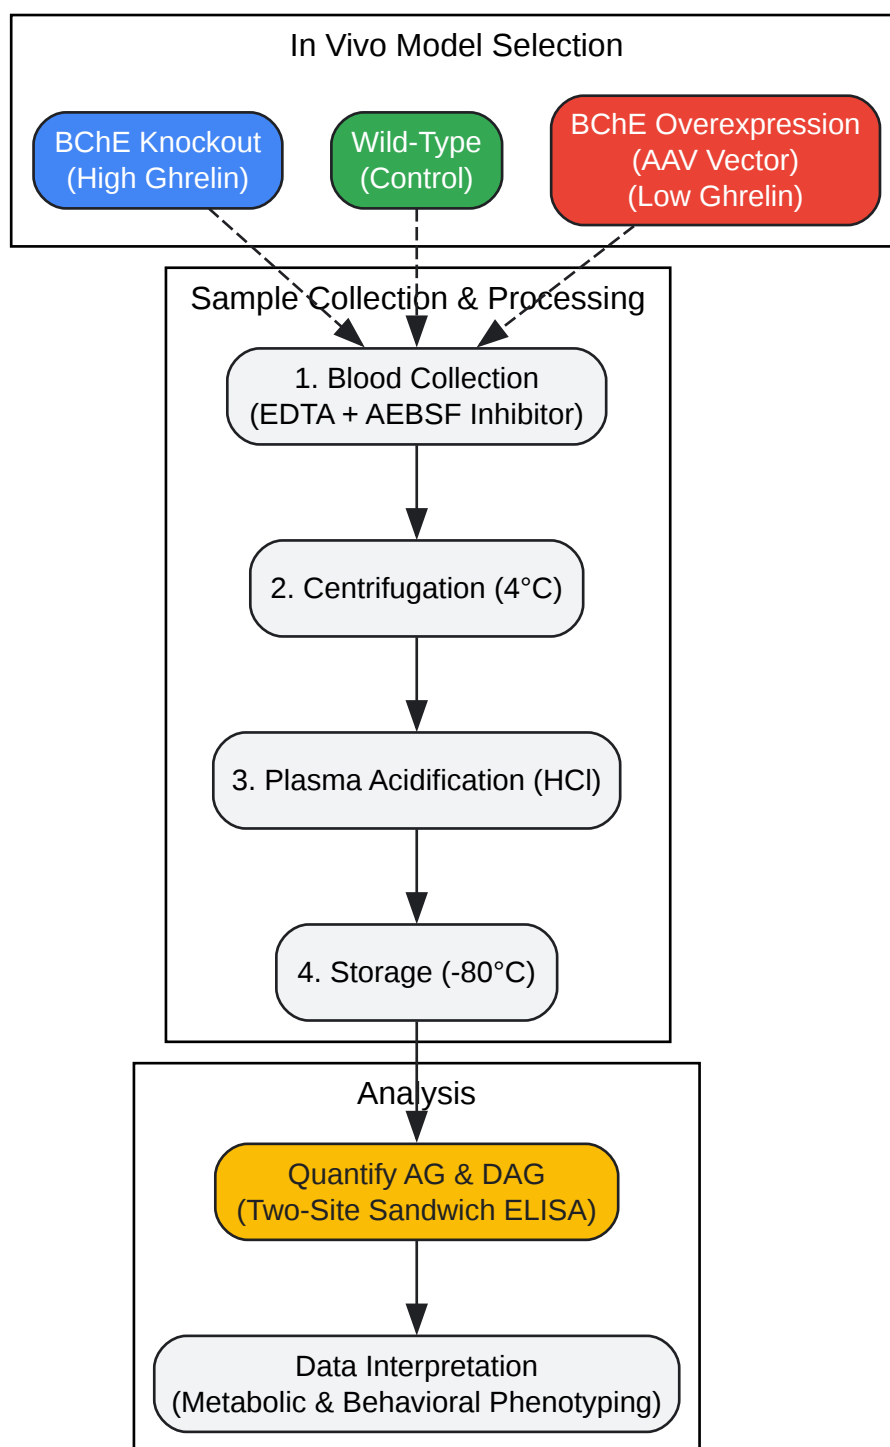 In Vivo Model Selection
BChE Knockout
(High Ghrelin)
Wild-Type
(Control)
BChE Overexpression
(AAV Vector)
(Low Ghrelin)
Sample Collection & Processing
1. Blood Collection
(EDTA + AEBSF Inhibitor)
2. Centrifugation (4°C)
3. Plasma Acidification (HCl)
4. Storage (-80°C)
Analysis
Quantify AG & DAG
(Two-Site Sandwich ELISA)
Data Interpretation
(Metabolic & Behavioral Phenotyping)